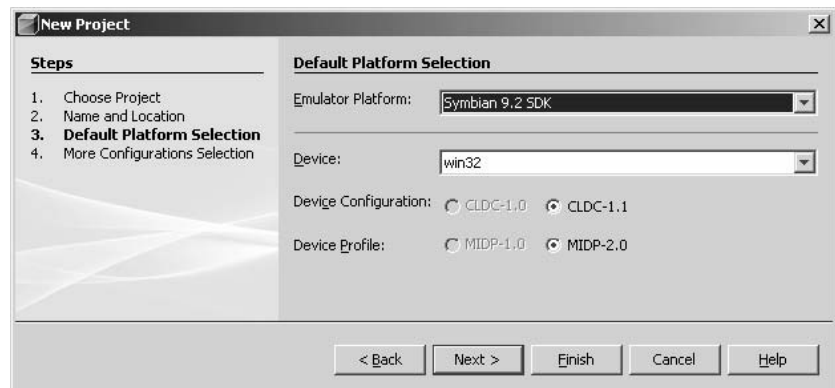 New Project
Steps
1. Choose Project
2. Name and Location
3. Default Platform Selection
4. More Configurations Selection
Default Platform Selection
Emulator Platform: Symbian 9.2 SDK
Device: win32
Device Configuration: CLDC-1.0 CLDC-1.1
Device Profile: MIDP-1.0 MIDP-2.0
< Back Next > Finish Cancel Help